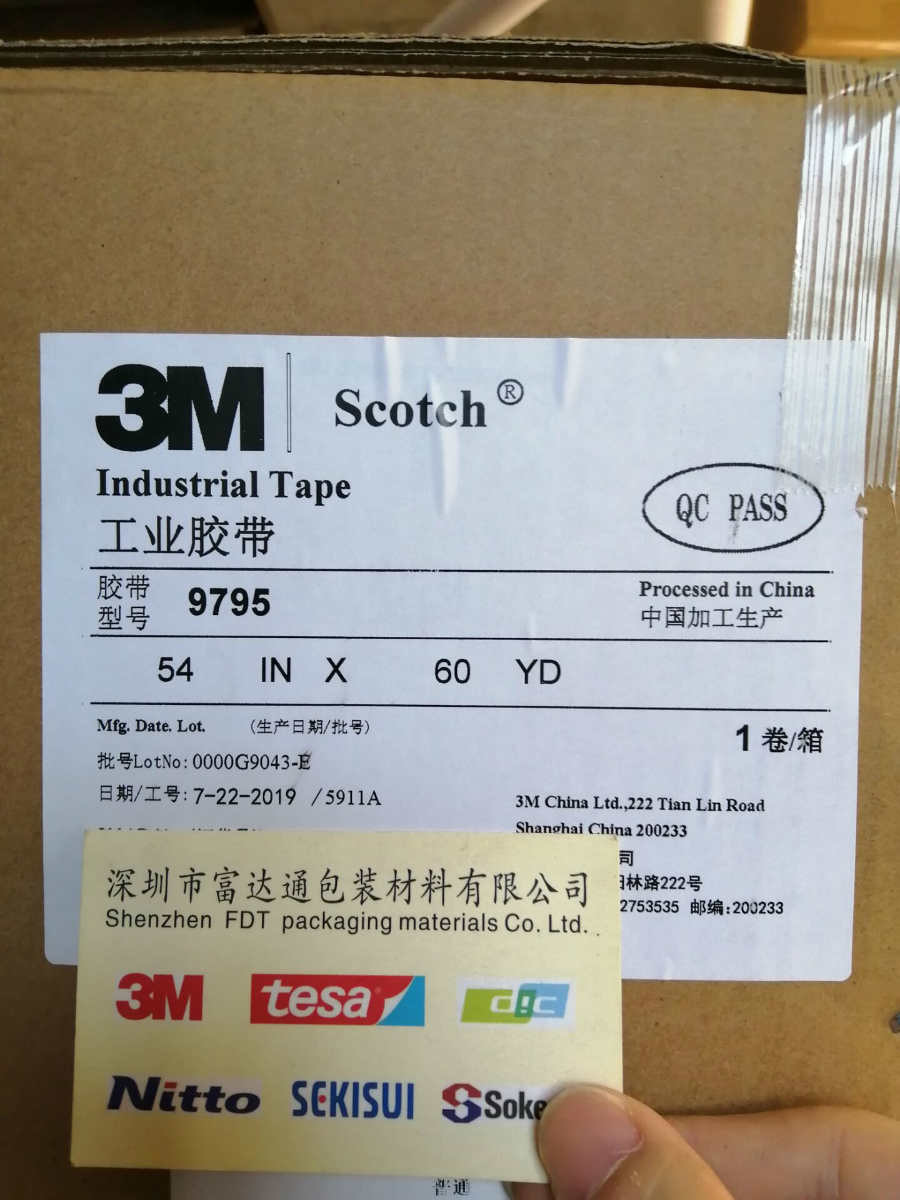 3M Scotch®
Industrial Tape
工业胶带
QC PASS
胶带
型号 9795
Processed in China
中国加工生产
54 IN X 60 YD
Mfg. Date. Lot. (生产日期/批号)
1 卷/箱
批号LotNo:0000G9043-E
日期/工号:7-22-2019 /5911A
3M China Ltd.,222 Tian Lin Road
Shanghai China 200233
司
林路222号
2753535 邮编:200233
深圳市富达通包装材料有限公司
Shenzhen FDT packaging materials Co. Ltd.
3M tesa® dic
Nitto SEKISUI Soke
普通